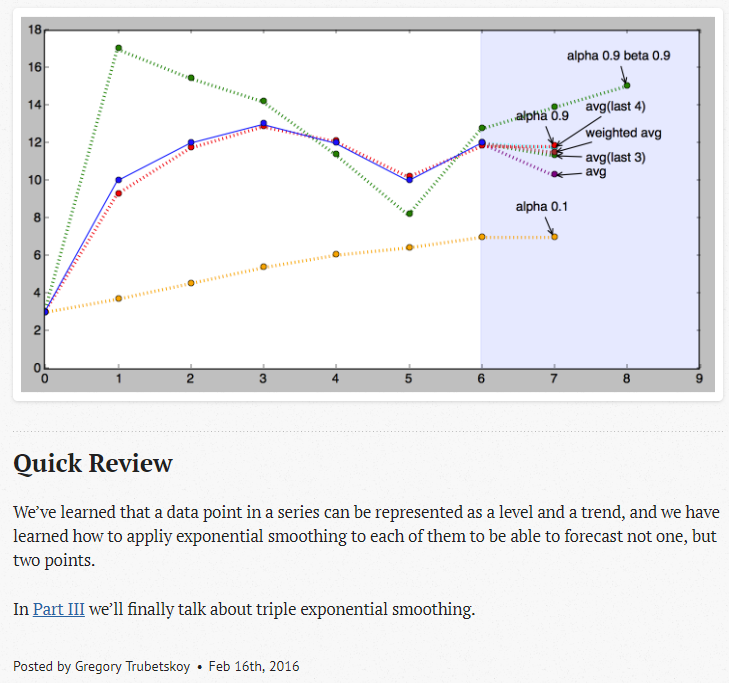 18
16
14
12
10
8
6
4
2
0
0 1 2 3 4 5 6 7 8 9
alpha 0.9 beta 0.9
alpha 0.9
avg(last 4)
weighted avg
avg(last 3)
avg
alpha 0.1
Quick Review
We’ve learned that a data point in a series can be represented as a level and a trend, and we have
learned how to appliy exponential smoothing to each of them to be able to forecast not one, but
two points.
In Part III we’ll finally talk about triple exponential smoothing.
Posted by Gregory Trubetskoy • Feb 16th, 2016